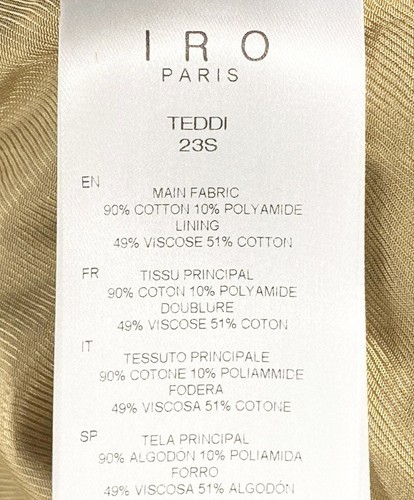 IRO
PARIS
TEDDI
23S
EN
MAIN FABRIC
90% COTTON 10% POLYAMIDE
LINING
49% VISCOSE 51% COTTON
FR
TISSU PRINCIPAL
90% COTON 10% POLYAMIDE
DOUBLURE
49% VISCOSE 51% COTON
IT
TESSUTO PRINCIPALE
90% COTONE 10% POLIAMMIDE
FODERA
49% VISCOSA 51% COTONE
SP
TELA PRINCIPAL
90% ALGODÓN 10% POLIAMIDA
FORRO
49% VISCOSA 51% ALGODÓN